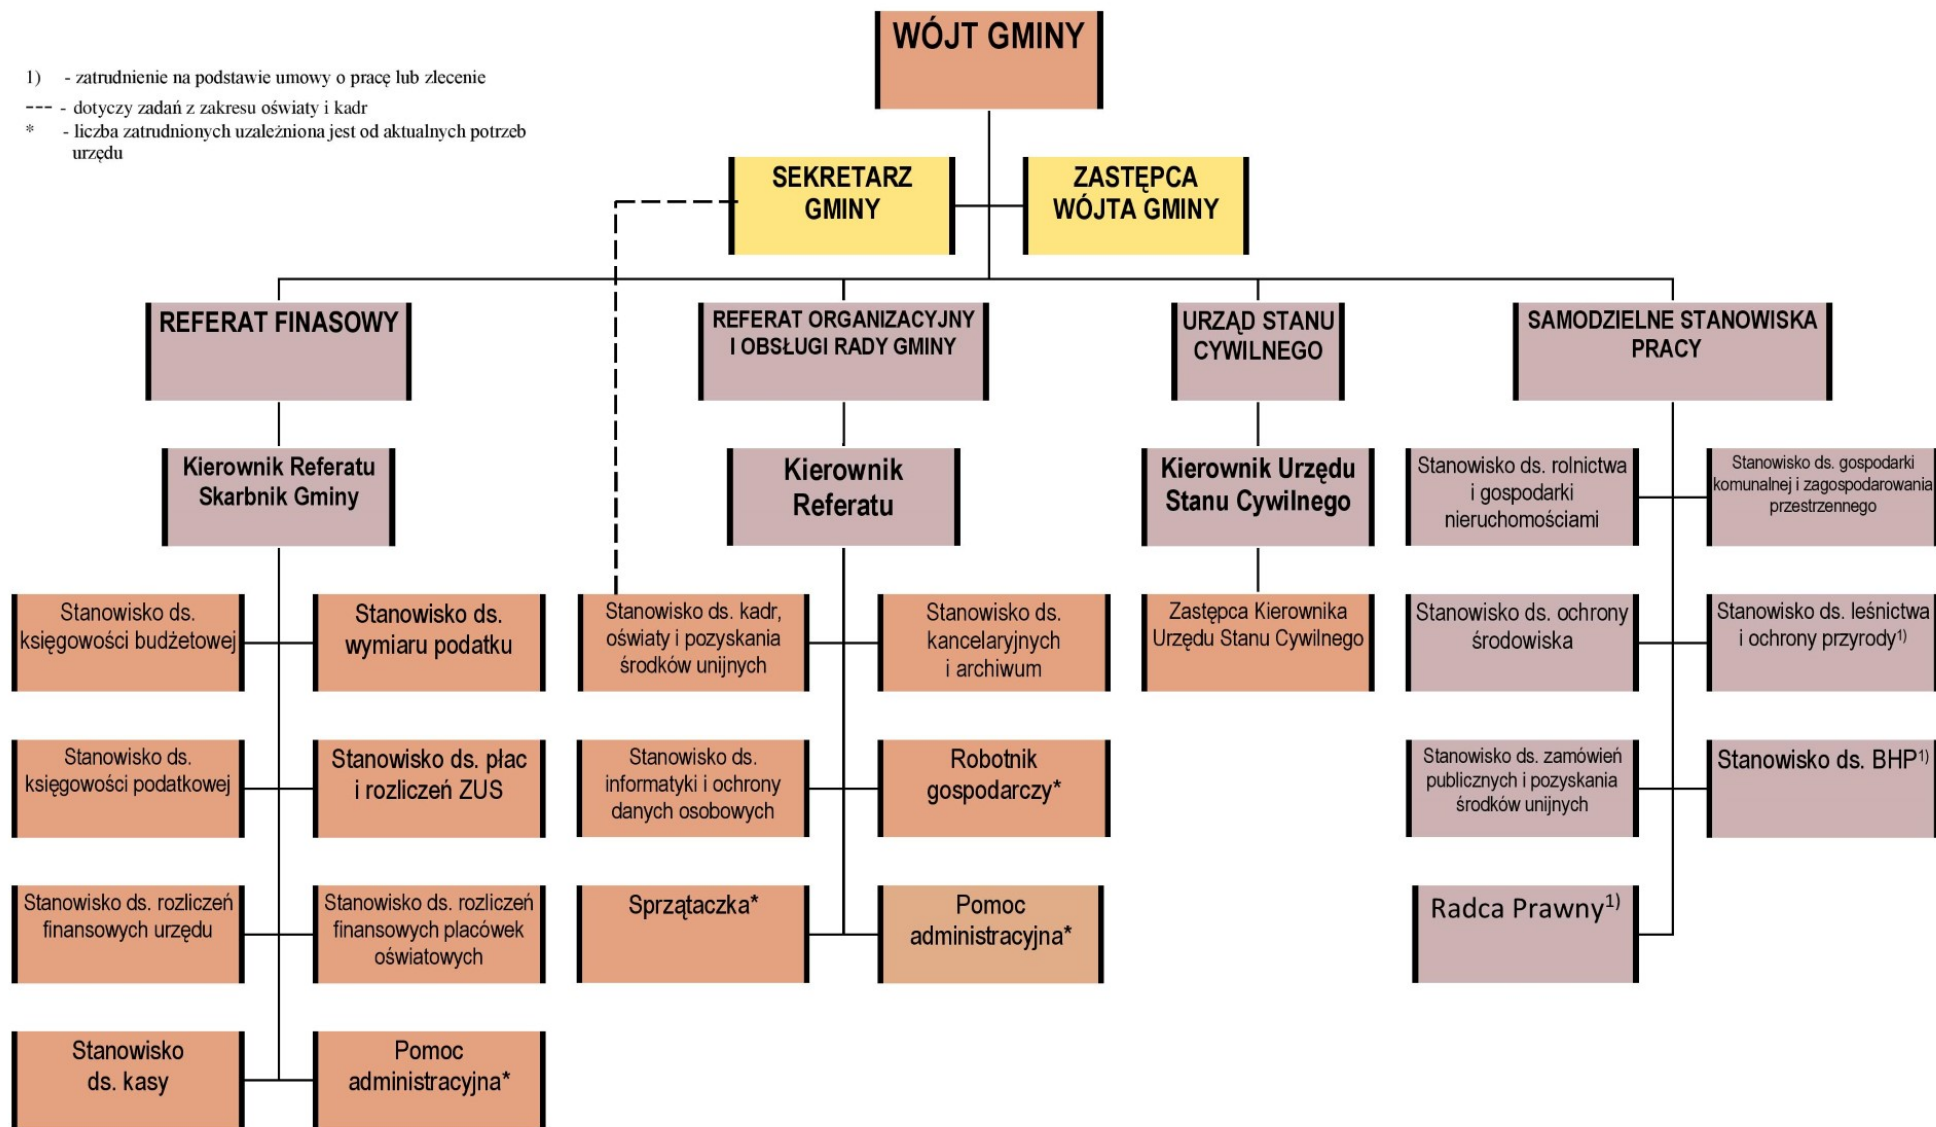 WÓJT GMINY
1) - zatrudnienie na podstawie umowy o pracę lub zlecenie
--- - dotyczy zadań z zakresu oświaty i kadr
* - liczba zatrudnionych uzależniona jest od aktualnych potrzeb
urzędu
SEKRETARZ
GMINY
ZASTĘPCA
WÓJTA GMINY
REFERAT FINASOWY
REFERAT ORGANIZACYJNY
I OBSŁUGI RADY GMINY
URZĄD STANU
CYWILNEGO
SAMODZIELNE STANOWISKA
PRACY
Kierownik Referatu
Skarbnik Gminy
Kierownik
Referatu
Kierownik Urzędu
Stanu Cywilnego
Stanowisko ds. rolnictwa
i gospodarki
nieruchomościami
Stanowisko ds. gospodarki
komunalnej i zagospodarowania
przestrzennego
Stanowisko ds.
księgowości budżetowej
Stanowisko ds.
wymiaru podatku
Stanowisko ds. kadr,
oświaty i pozyskania
środków unijnych
Stanowisko ds.
kancelaryjnych
i archiwum
Zastępca Kierownika
Urzędu Stanu Cywilnego
Stanowisko ds. ochrony
środowiska
Stanowisko ds. leśnictwa
i ochrony przyrody1)
Stanowisko ds.
księgowości podatkowej
Stanowisko ds. płac
i rozliczeń ZUS
Stanowisko ds.
informatyki i ochrony
danych osobowych
Robotnik
gospodarczy*
Stanowisko ds. zamówień
publicznych i pozyskania
środków unijnych
Stanowisko ds. BHP1)
Stanowisko ds. rozliczeń
finansowych urzędu
Stanowisko ds. rozliczeń
finansowych placówek
oświatowych
Sprzątaczka*
Pomoc
administracyjna*
Radca Prawny1)
Stanowisko
ds. kasy
Pomoc
administracyjna*